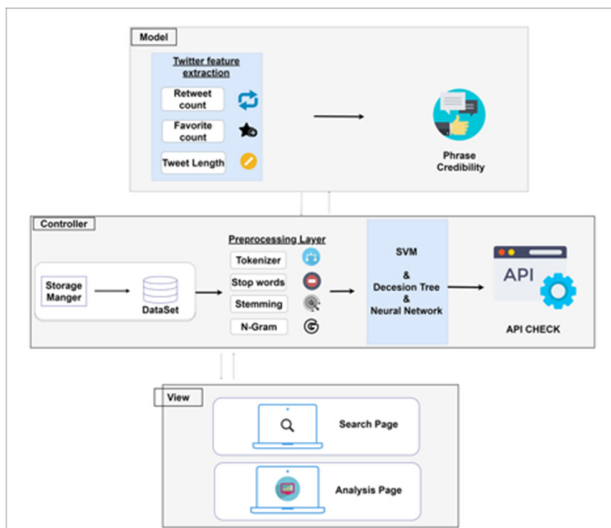 Model
Twitter feature
extraction
Retweet
count
Favorite
count
Tweet Length
Phrase
Credibility
Controller
Storage
Manger
DataSet
Preprocessing Layer
Tokenizer
Stop words
Stemming
N-Gram
SVM
&
Decesion Tree
&
Neural Network
API
API CHECK
View
Search Page
Analysis Page